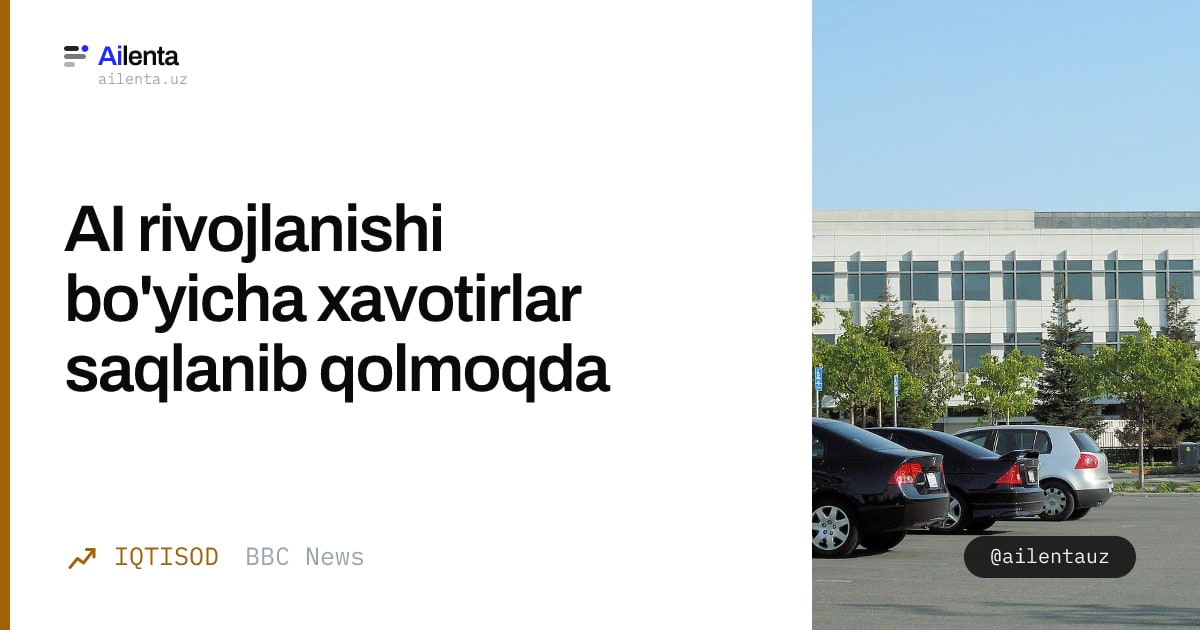 Ailenta
ailenta.uz
AI rivojlanishi
bo'yicha xavotirlar
saqlanib qolmoqda
IQTISOD BBC News
@ailentauz